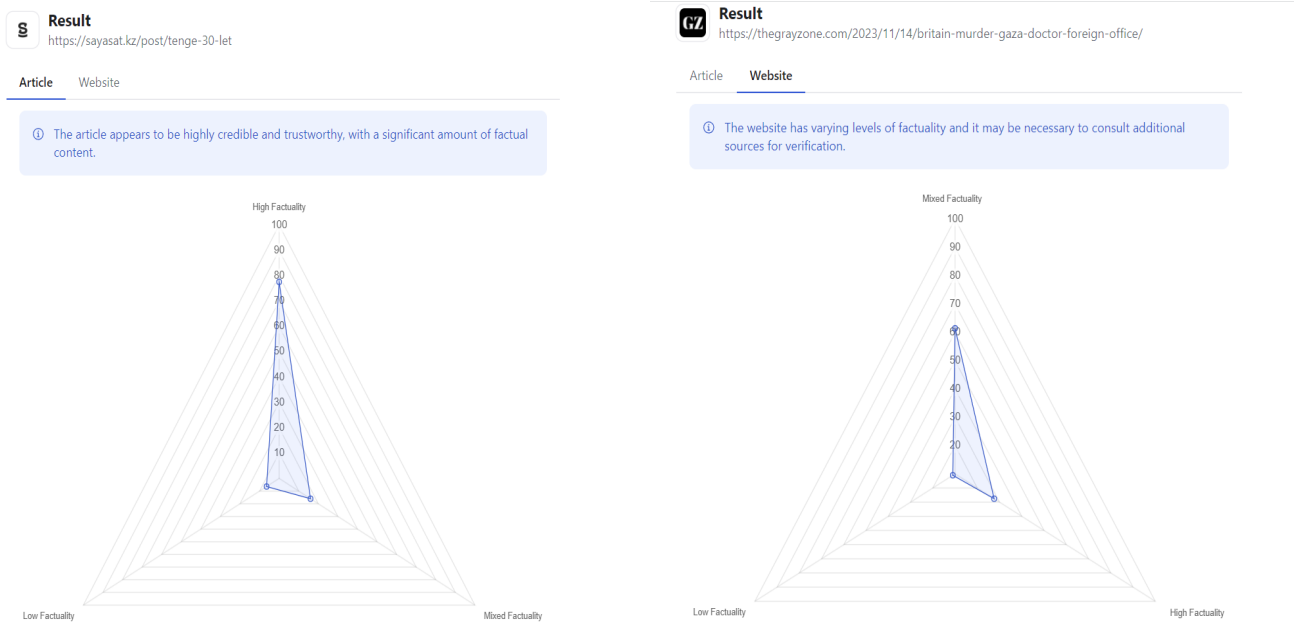 s
Result
https://sayasat.kz/post/tenge-30-let
Article Website
The article appears to be highly credible and trustworthy, with a significant amount of factual
content.
High Factuality
100
90
80
70
60
50
40
30
20
10
Low Factuality
Mixed Factuality
GZ
Result
https://thegrayzone.com/2023/11/14/britain-murder-gaza-doctor-foreign-office/
Article Website
The website has varying levels of factuality and it may be necessary to consult additional
sources for verification.
Mixed Factuality
100
90
80
70
60
50
40
30
20
Low Factuality
High Factuality